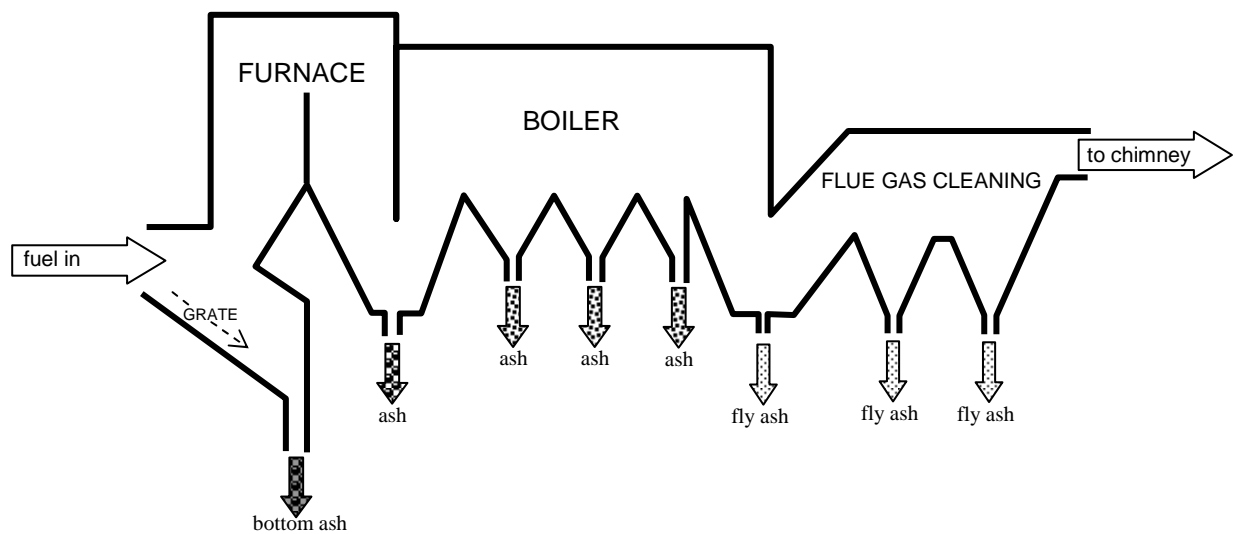 FURNACE
BOILER
to chimney
FLUE GAS CLEANING
fuel in
GRATE
ash
ash
ash
ash
fly ash
fly ash
fly ash
bottom ash